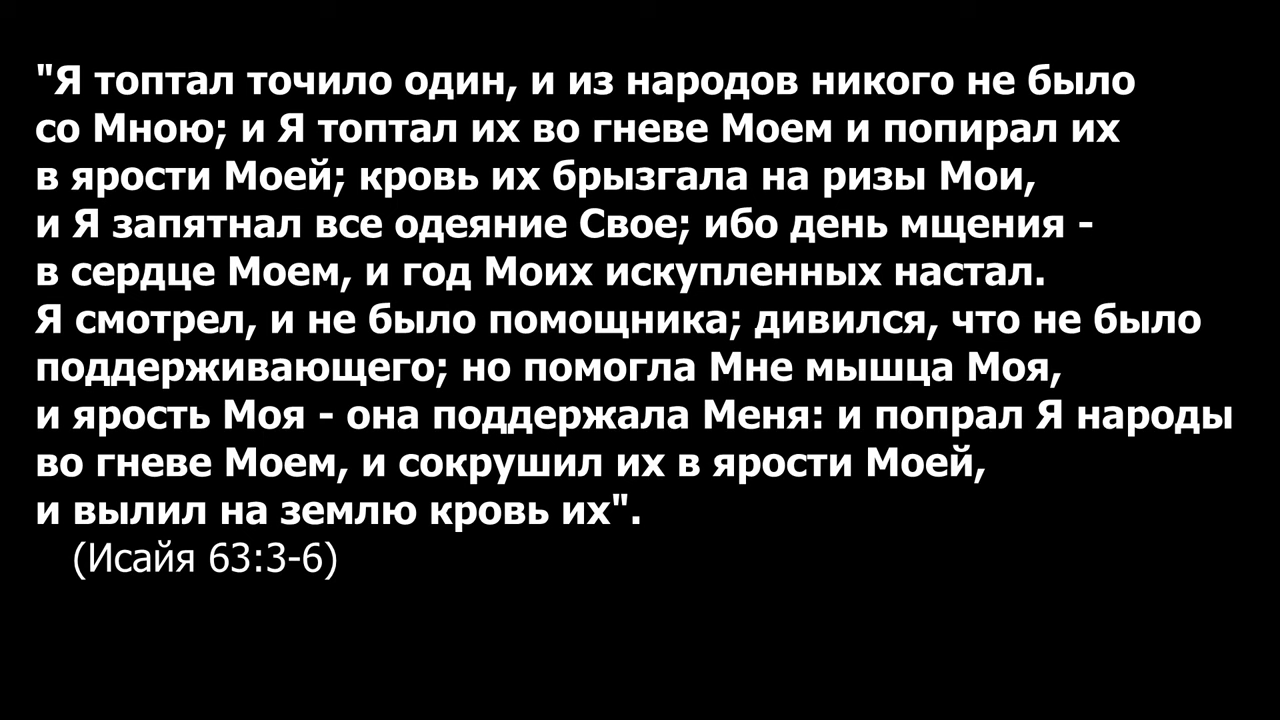 "Я топтал точило один, и из народов никого не было
со Мною; и Я топтал их во гневе Моем и попирал их
в ярости Моей; кровь их брызгала на ризы Мои,
и Я запятнал все одеяние Свое; ибо день мщения -
в сердце Моем, и год Моих искупленных настал.
Я смотрел, и не было помощника; дивился, что не было
поддерживающего; но помогла Мне мышца Моя,
и ярость Моя - она поддержала Меня: и попрал Я народы
во гневе Моем, и сокрушил их в ярости Моей,
и вылил на землю кровь их".
(Исайя 63:3-6)